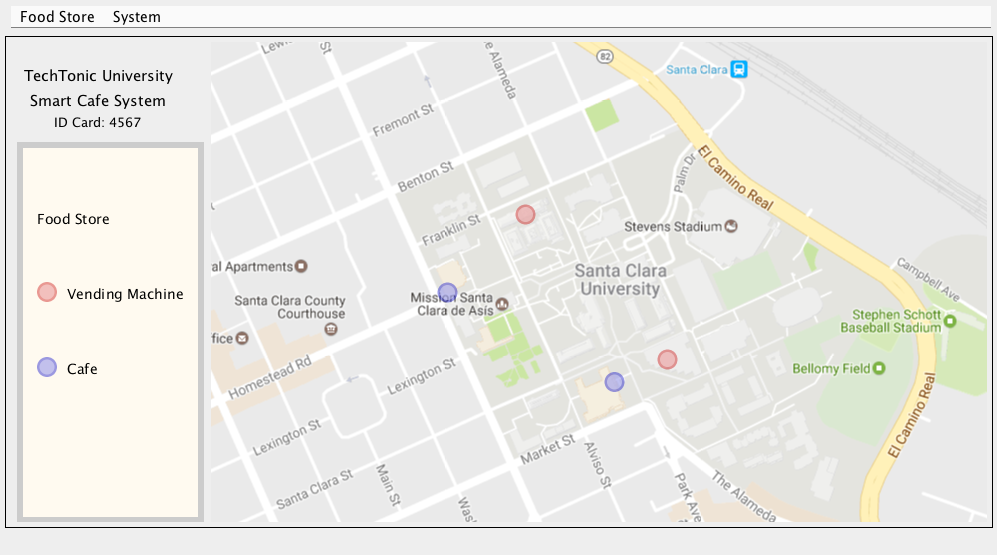 Food Store System
TechTonic University
Smart Cafe System
ID Card: 4567
Food Store
Vending Machine
Cafe
Lewis
St
e Alameda
82
Santa Clara
Fremont St
Benton St
Palm Dr
El Camino Real
Franklin St
Stevens Stadium
al Apartments
Santa Clara
University
Campbell Ave
Santa Clara County
Courthouse
Mission Santa
Clara de Asís
Stephen Schott
Baseball Stadium
fice
Homestead Rd
Lexington St
Bellomy Field
El Camino Real
Lexington St
Market St
Alviso St
Santa Clara St
Main St
Was
Park Ave
The Alameda